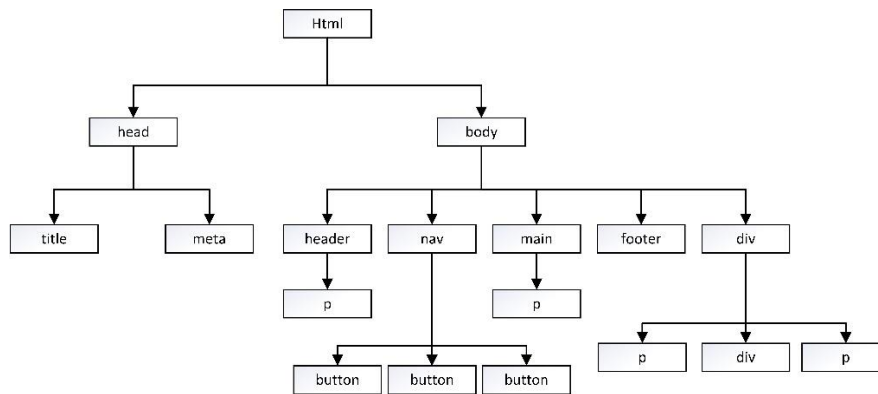 Html
head
body
title
meta
header
nav
main
footer
div
p
p
p
div
p
button
button
button